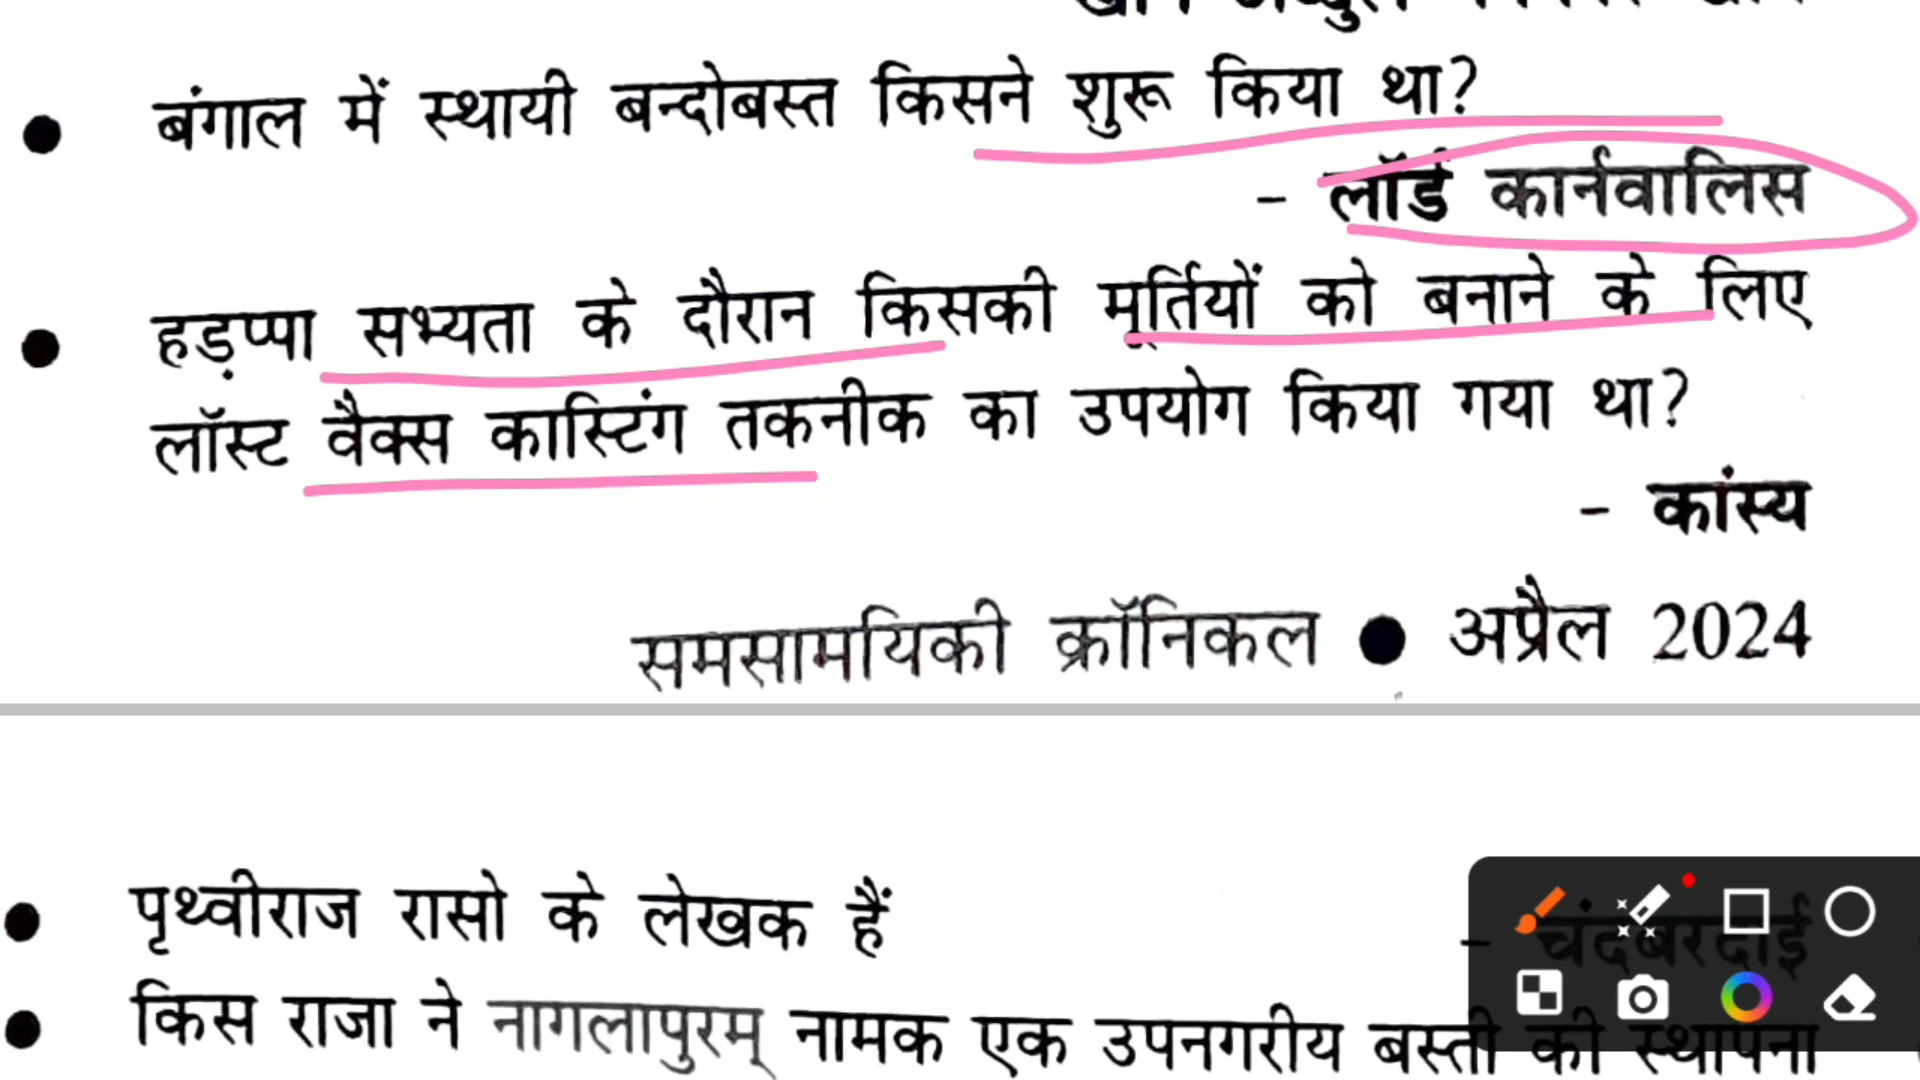 • बंगाल में स्थायी बन्दोबस्त किसने शुरू किया था?
– लॉर्ड कार्नवालिस
• हड़प्पा सभ्यता के दौरान किसकी मूर्तियों को बनाने के लिए
लॉस्ट वैक्स कास्टिंग तकनीक का उपयोग किया गया था?
– कांस्य
समसामयिकी क्रॉनिकल ● अप्रैल 2024
• पृथ्वीराज रासो के लेखक हैं
– चंदबरदाई
• किस राजा ने नागलापुरम् नामक एक उपनगरीय बस्ती की स्थापना